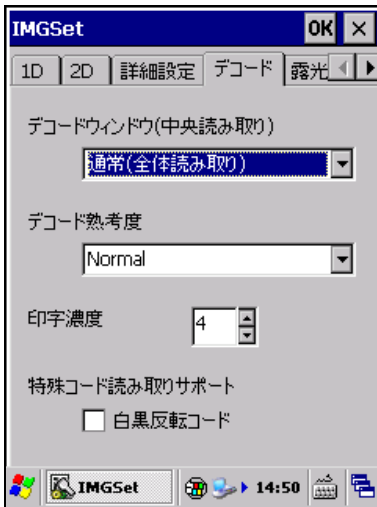 IMGSet OK ×
1D 2D 詳細設定 デコード 露光
デコードウィンドウ(中央読み取り)
通常(全体読み取り)
デコード熟考度
Normal
印字濃度 4
特殊コード読み取りサポート
白黒反転コード
IMGSet 14:50